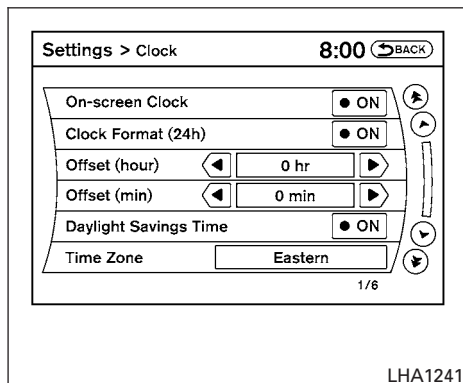 Settings > Clock 8:00 BACK
On-screen Clock ON
Clock Format (24h) ON
Offset (hour) 0 hr
Offset (min) 0 min
Daylight Savings Time ON
Time Zone Eastern
1/6
LHA1241